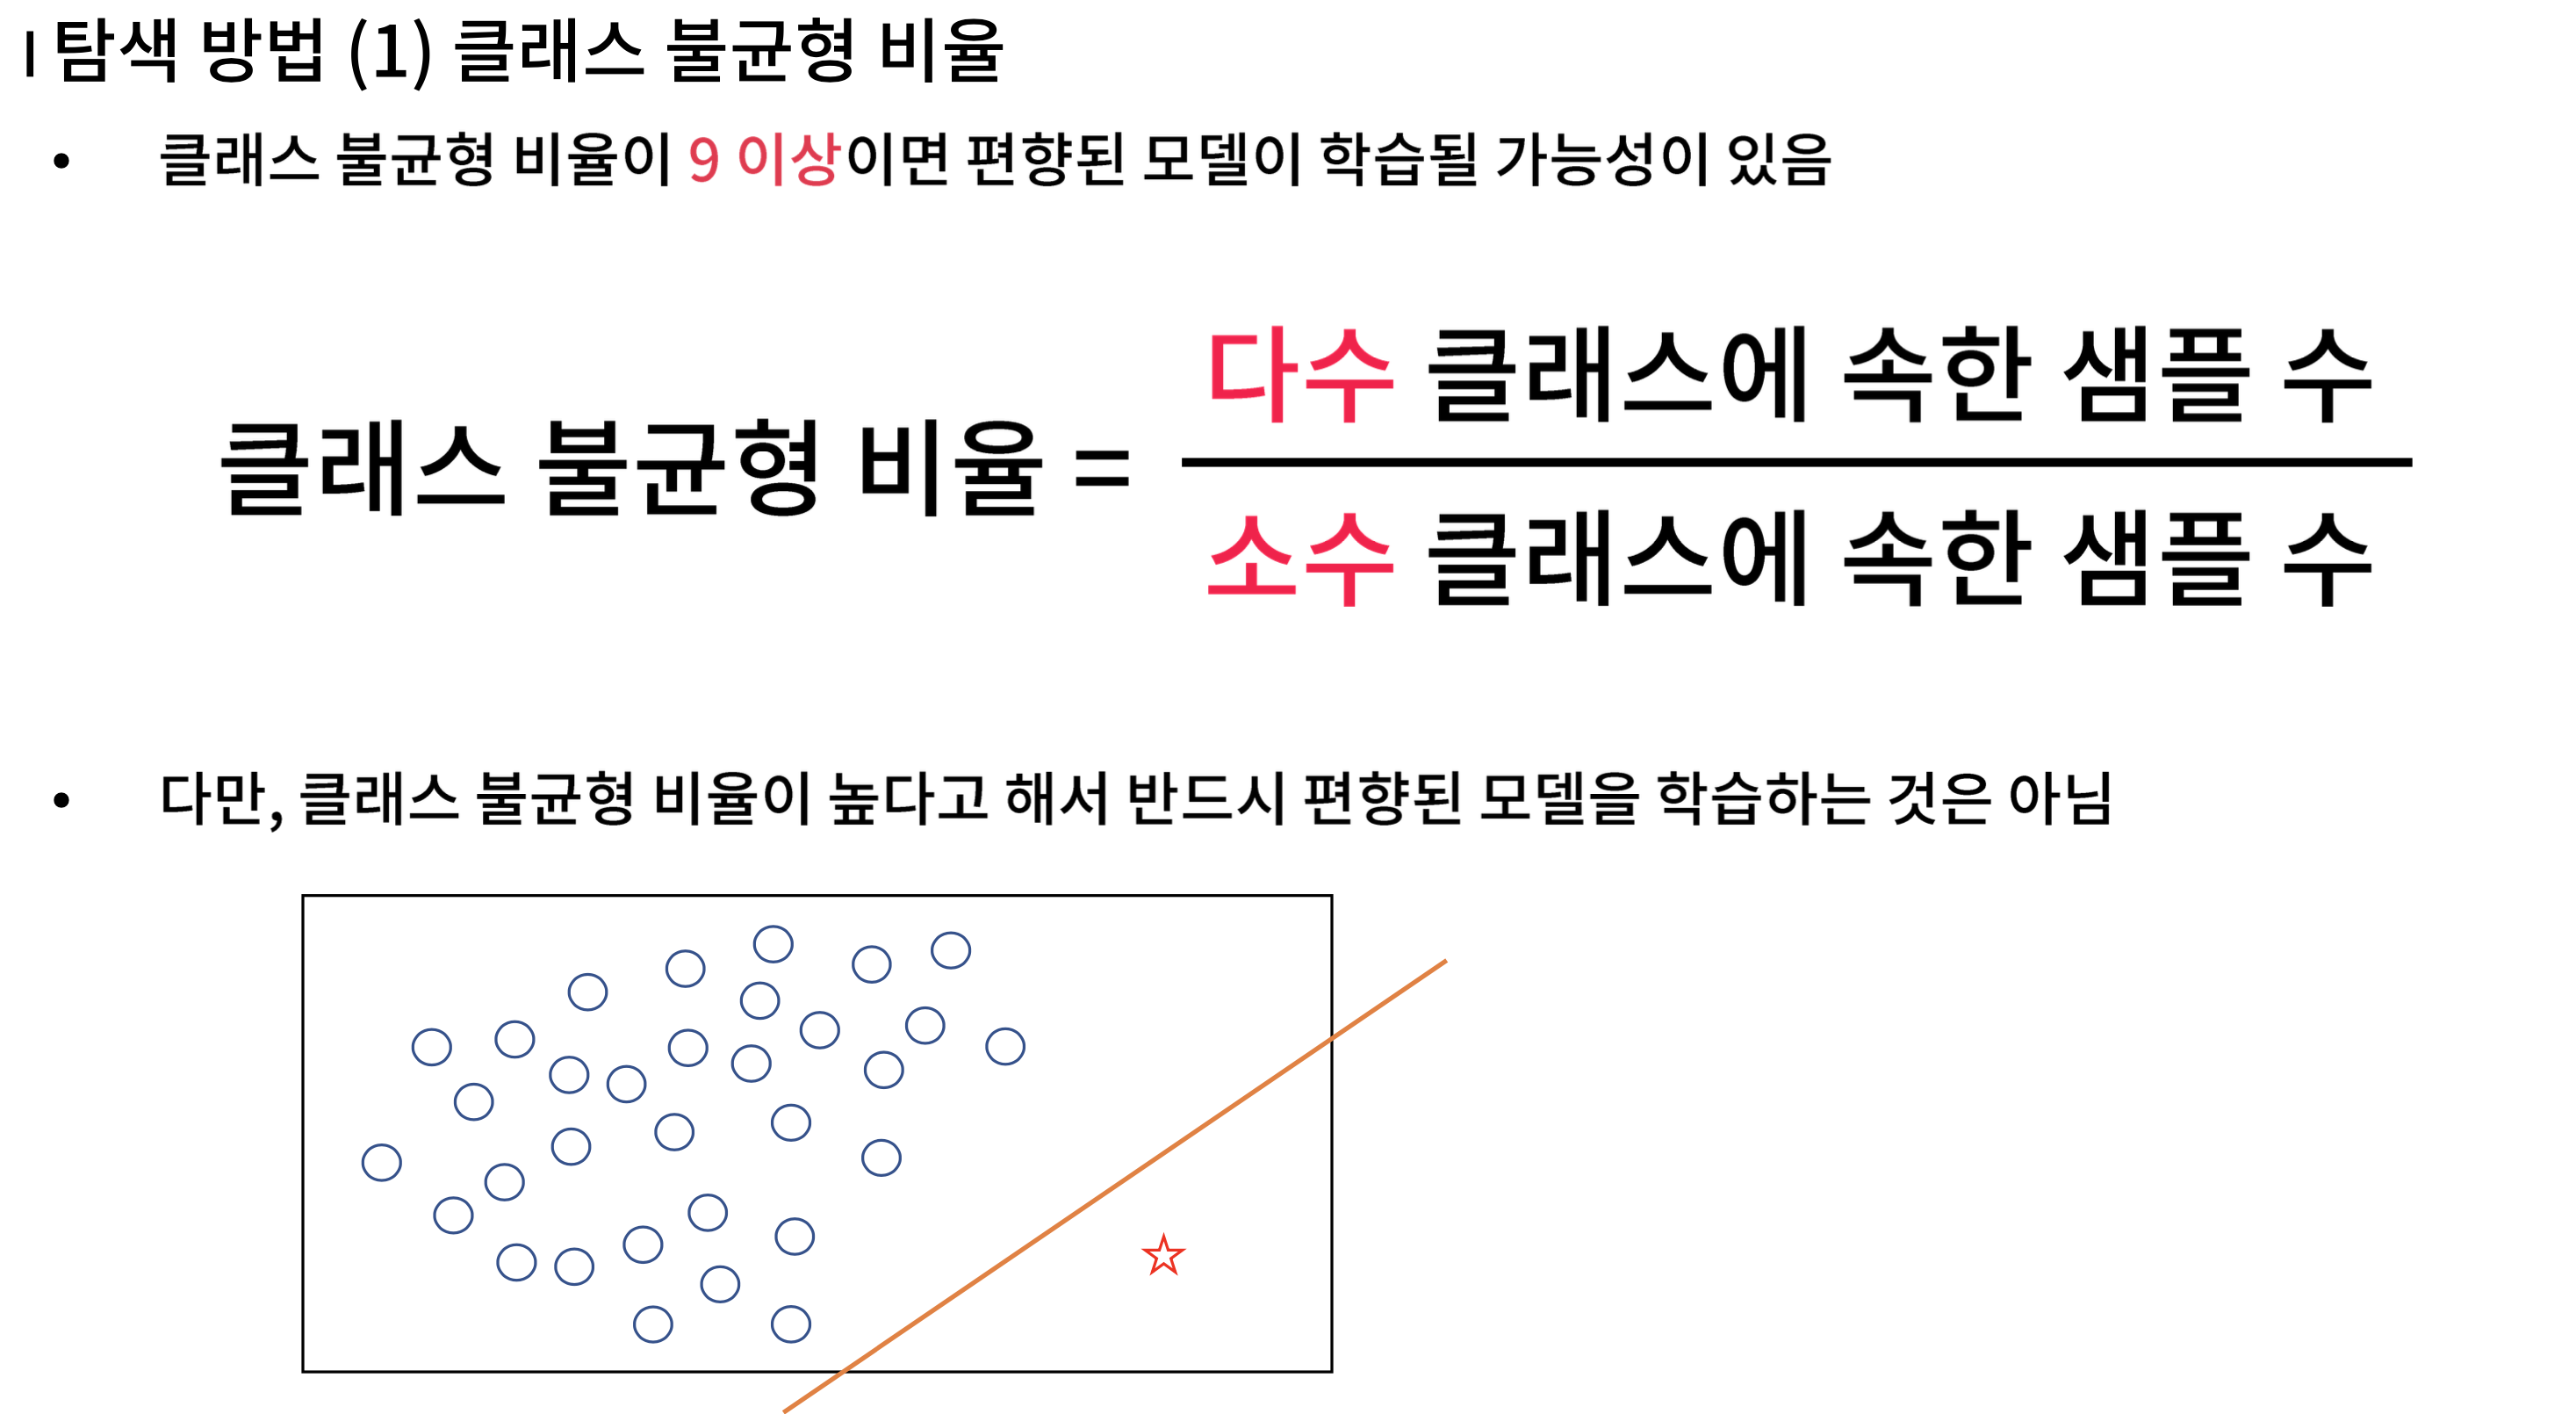 | 탐색 방법 (1) 클래스 불균형 비율
• 클래스 불균형 비율이 9 이상이면 편향된 모델이 학습될 가능성이 있음
다수 클래스에 속한 샘플 수
클래스 불균형 비율 =
소수 클래스에 속한 샘플 수
• 다만, 클래스 불균형 비율이 높다고 해서 반드시 편향된 모델을 학습하는 것은 아님